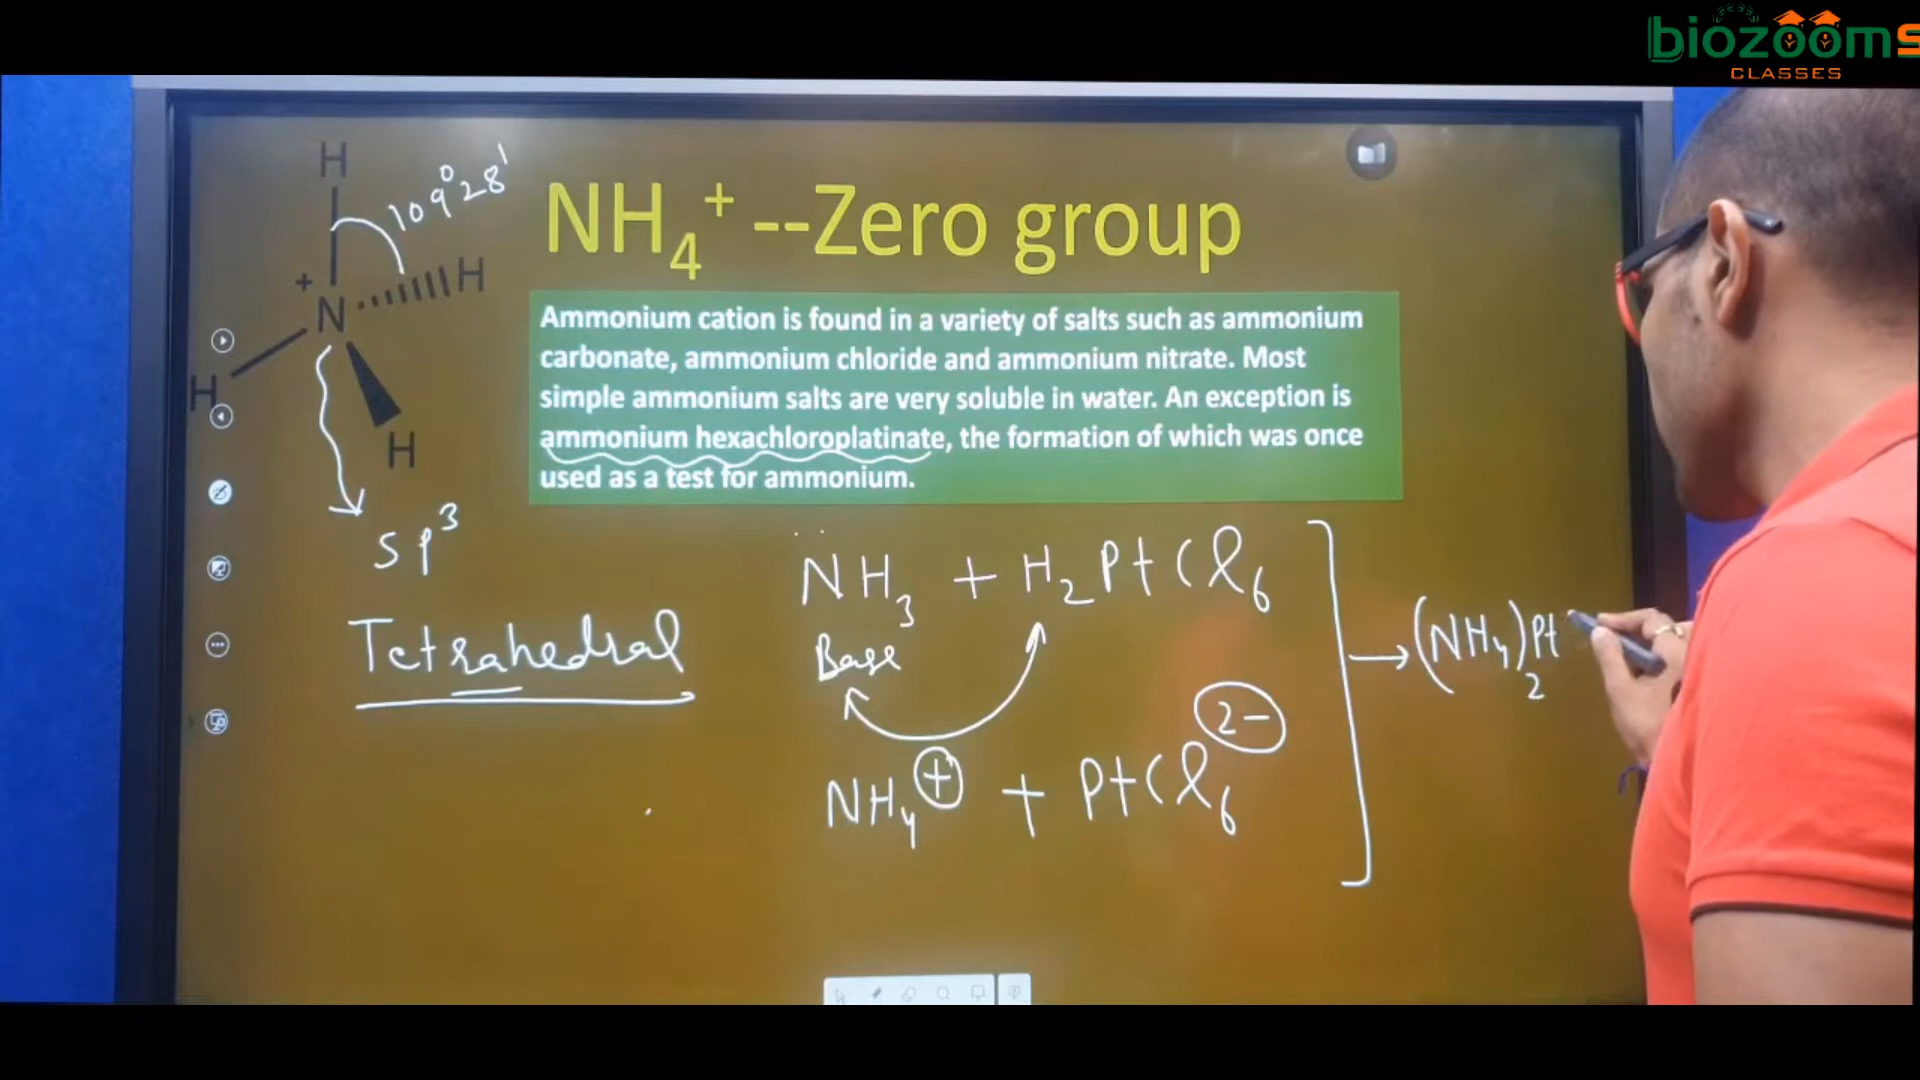 biozooms
CLASSES
H
109°28'
NH₄⁺ --Zero group
+
N
H
H
H
Ammonium cation is found in a variety of salts such as ammonium
carbonate, ammonium chloride and ammonium nitrate. Most
simple ammonium salts are very soluble in water. An exception is
ammonium hexachloroplatinate, the formation of which was once
used as a test for ammonium.
sp³
Tetrahedral
NH₃ + H₂PtCl₆
Base
→ (NH₄)₂Pt
NH₄⁺ + PtCl₆²⁻